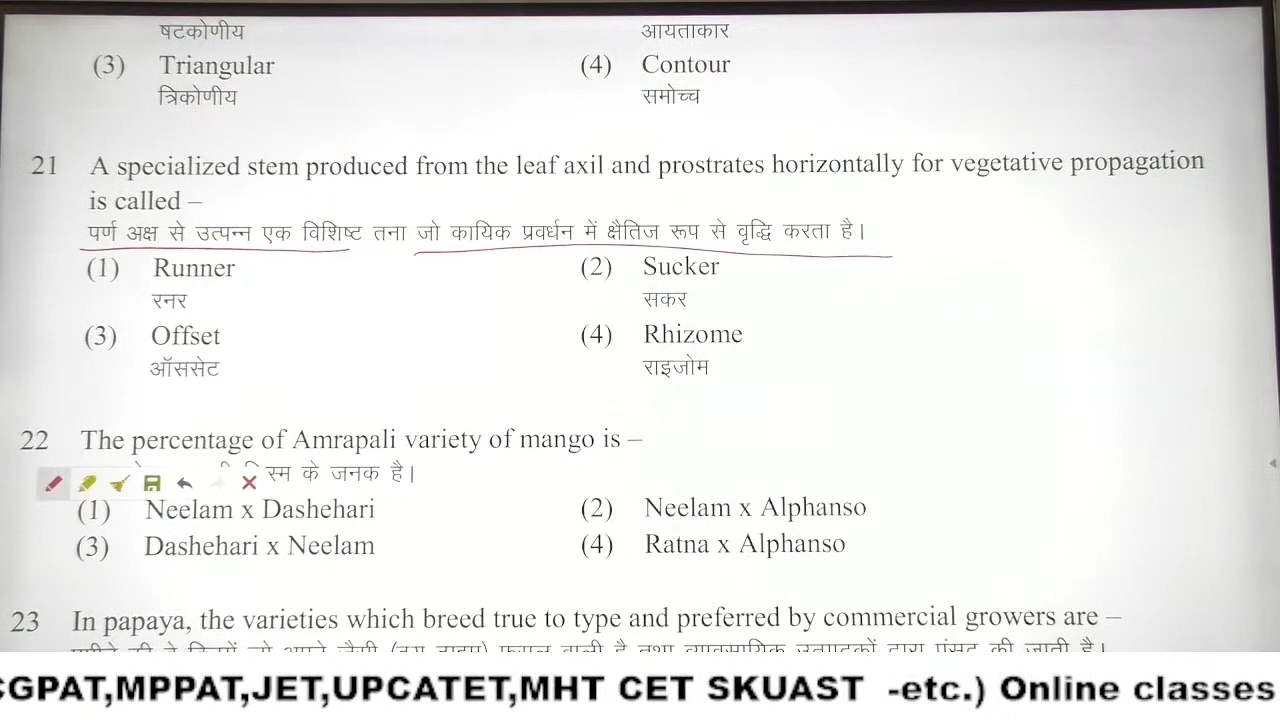 षटकोणीय आयताकार
(3) Triangular (4) Contour
त्रिकोणीय समोच्च
21 A specialized stem produced from the leaf axil and prostrates horizontally for vegetative propagation
is called –
पर्ण अक्ष से उत्पन्न एक विशिष्ट तना जो कायिक प्रवर्धन में क्षैतिज रूप से वृद्धि करता है।
(1) Runner (2) Sucker
रनर सकर
(3) Offset (4) Rhizome
ऑससेट राइजोम
22 The percentage of Amrapali variety of mango is –
के जनक है।
(1) Neelam x Dashehari (2) Neelam x Alphanso
(3) Dashehari x Neelam (4) Ratna x Alphanso
23 In papaya, the varieties which breed true to type and preferred by commercial growers are –
CGPAT,MPPAT,JET,UPCATET,MHT CET SKUAST -etc.) Online classes